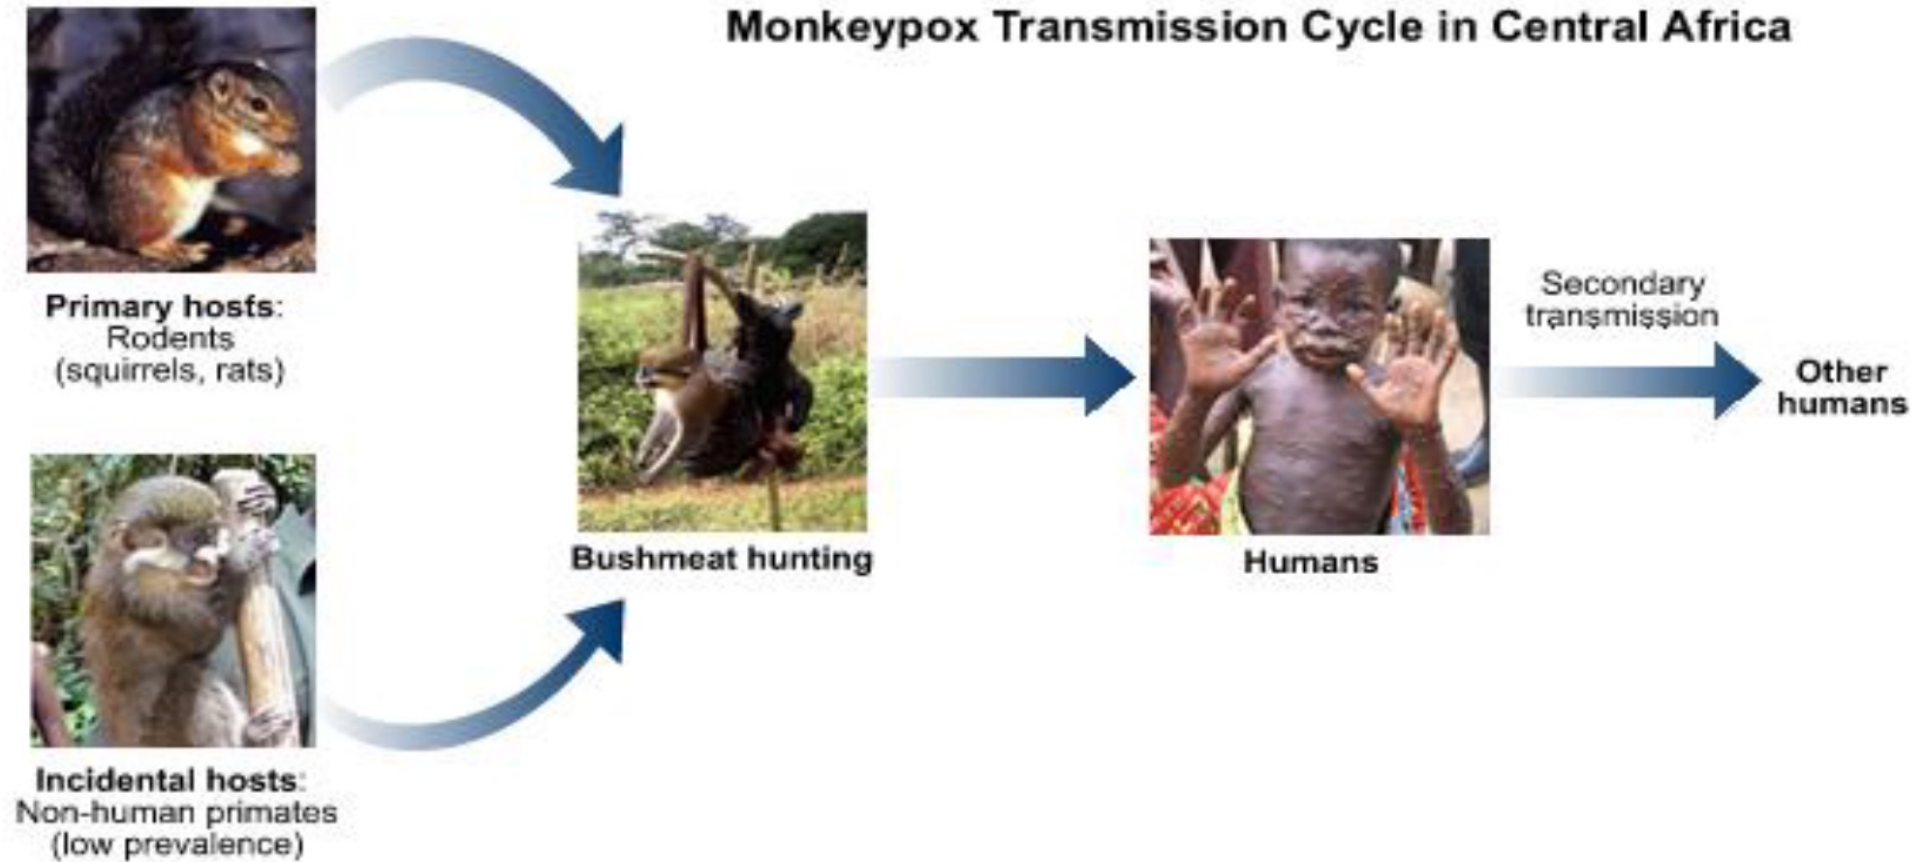 Monkeypox Transmission Cycle in Central Africa
Primary hosfs:
Rodents
(squirrels, rats)
Incidental hosts:
Non-human primates
(low prevalence)
Bushmeat hunting
Humans
Secondary
transmission
Other
humans